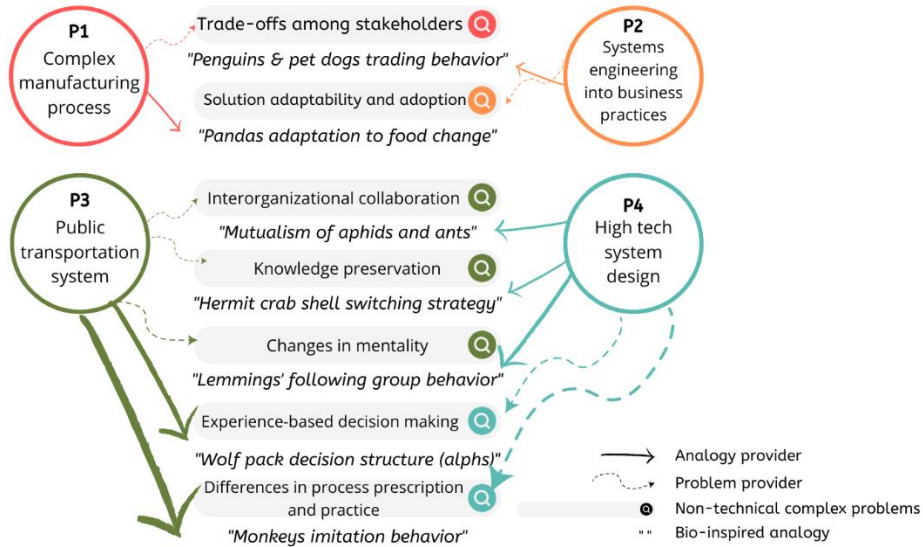 P1
Complex
manufacturing
process
Trade-offs among stakeholders
"Penguins & pet dogs trading behavior"
Solution adaptability and adoption
"Pandas adaptation to food change"
P2
Systems
engineering
into business
practices
P3
Public
transportation
system
Interorganizational collaboration
"Mutualism of aphids and ants"
Knowledge preservation
"Hermit crab shell switching strategy"
Changes in mentality
"Lemmings' following group behavior"
Experience-based decision making
"Wolf pack decision structure (alphs)"
Differences in process prescription
and practice
"Monkeys imitation behavior"
P4
High tech
system
design
Analogy provider
Problem provider
Non-technical complex problems
" " Bio-inspired analogy